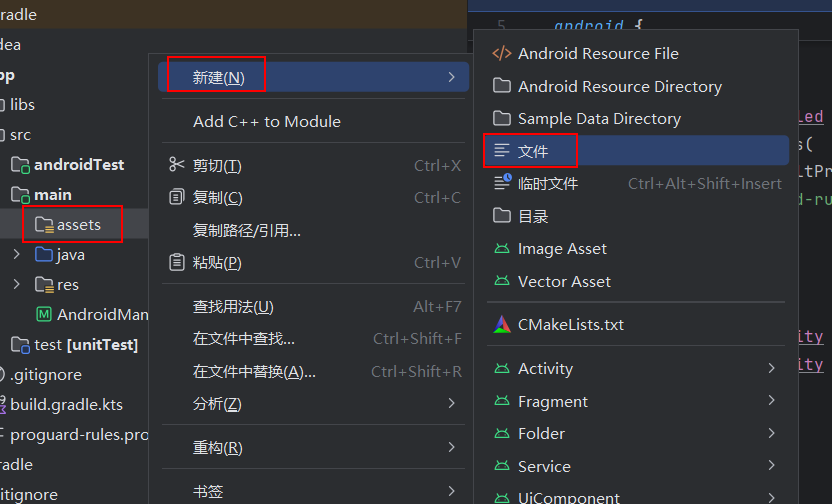 radle
dea
pp
libs
src
androidTest
main
assets
java
res
AndroidMan
test [unitTest]
.gitignore
build.gradle.kts
proguard-rules.pro
radle
itignore
新建(N)
Add C++ to Module
剪切(T) Ctrl+X
复制(C) Ctrl+C
复制路径/引用...
粘贴(P) Ctrl+V
查找用法(U) Alt+F7
在文件中查找... Ctrl+Shift+F
在文件中替换(A)... Ctrl+Shift+R
分析(Z)
重构(R)
书签
Android Resource File
Android Resource Directory
Sample Data Directory
文件
临时文件 Ctrl+Alt+Shift+Insert
目录
Image Asset
Vector Asset
CMakeLists.txt
Activity
Fragment
Folder
Service
UiComponent
5 android {
led
s(
ltPr
d-ru
ity
ity